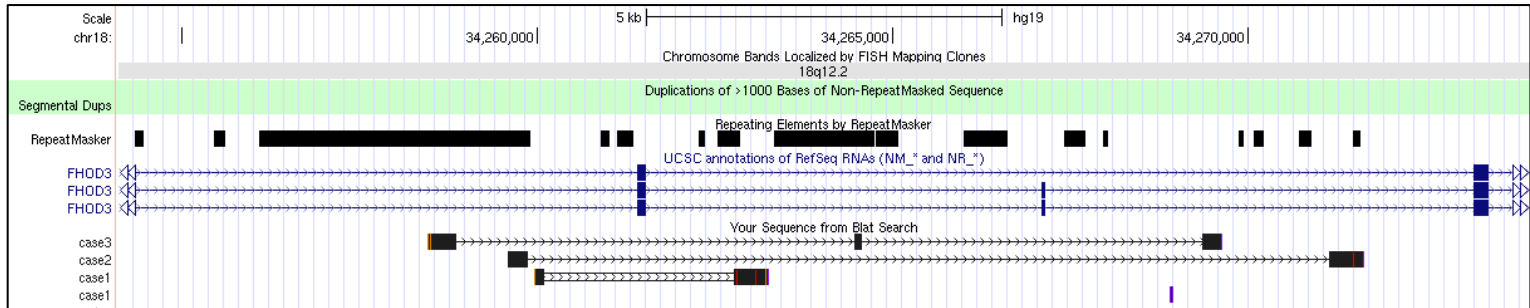 Scale 5 kb hg19
chr18: 34,260,000 34,265,000 34,270,000
Chromosome Bands Localized by FISH Mapping Clones
18q12.2
Duplications of >1000 Bases of Non-RepeatMasked Sequence
Segmental Dups
Repeating Elements by RepeatMasker
RepeatMasker
UCSC annotations of RefSeq RNAs (NM_* and NR_*)
FHOD3
FHOD3
FHOD3
Your Sequence from Blat Search
case3
case2
case1
case1